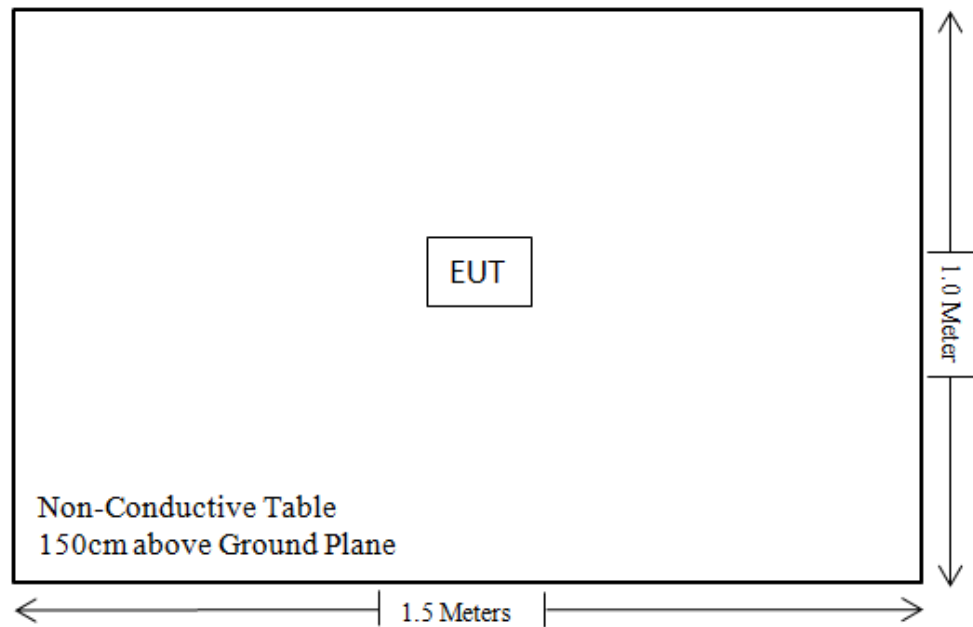 EUT
1.0 Meter
Non-Conductive Table
150cm above Ground Plane
1.5 Meters